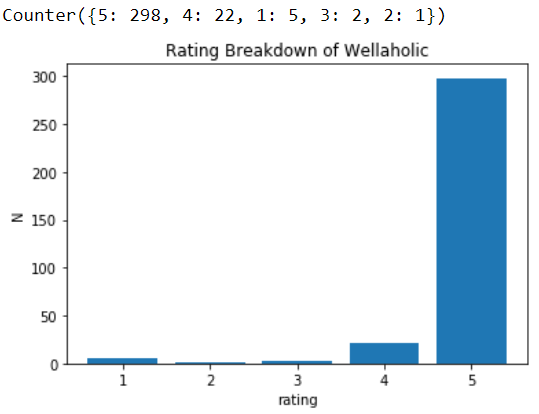 Counter({5: 298, 4: 22, 1: 5, 3: 2, 2: 1})
Rating Breakdown of Wellaholic
300
250
200
150
100
50
0
N
1 2 3 4 5
rating